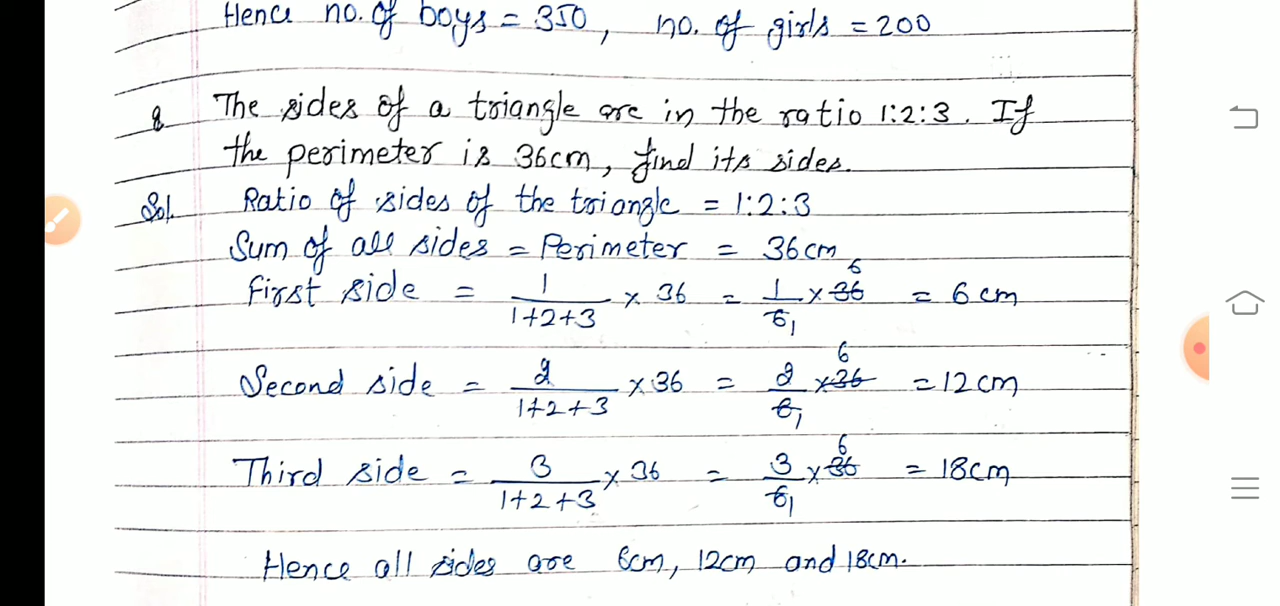 Hence no. of boys = 350, no. of girls = 200
Q. The sides of a triangle are in the ratio 1:2:3. If
the perimeter is 36cm, find its sides.
Sol. Ratio of sides of the triangle = 1:2:3
Sum of all sides = Perimeter = 36cm
First side = 1/(1+2+3) x 36 = 1/6 x 36 = 6 cm
Second side = 2/(1+2+3) x 36 = 2/6 x 36 = 12cm
Third side = 3/(1+2+3) x 36 = 3/6 x 36 = 18cm
Hence all sides are 6cm, 12cm and 18cm.